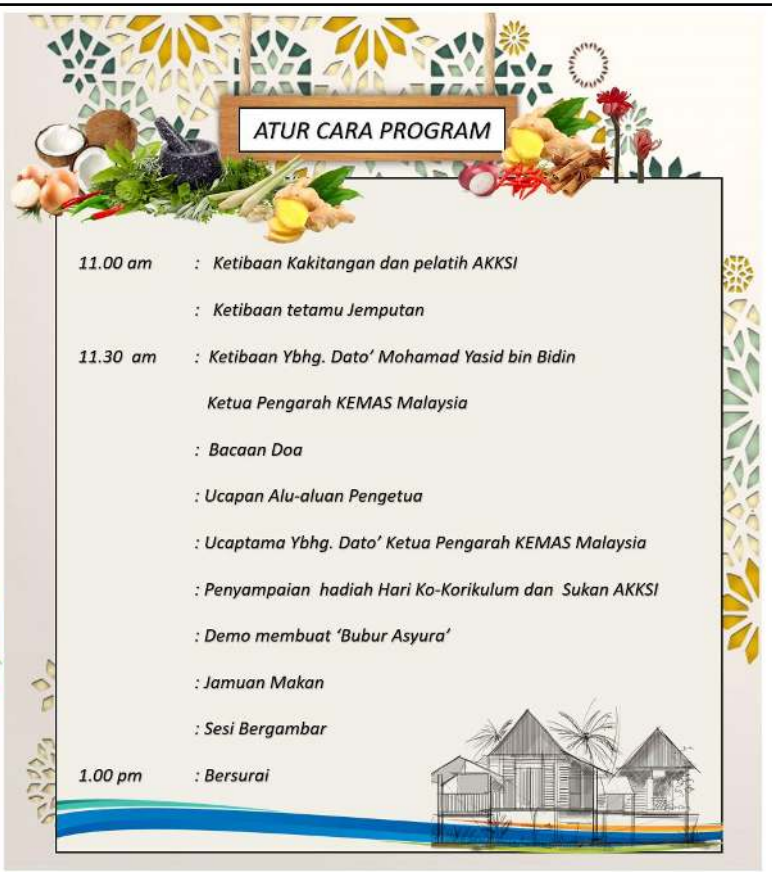 ATUR CARA PROGRAM
11.00 am : Ketibaan Kakitangan dan pelatih AKKSI
: Ketibaan tetamu Jemputan
11.30 am : Ketibaan Ybhg. Dato’ Mohamad Yasid bin Bidin
Ketua Pengarah KEMAS Malaysia
: Bacaan Doa
: Ucapan Alu-aluan Pengetua
: Ucaptama Ybhg. Dato’ Ketua Pengarah KEMAS Malaysia
: Penyampaian hadiah Hari Ko-Korikulum dan Sukan AKKSI
: Demo membuat ‘Bubur Asyura’
: Jamuan Makan
: Sesi Bergambar
1.00 pm : Bersurai